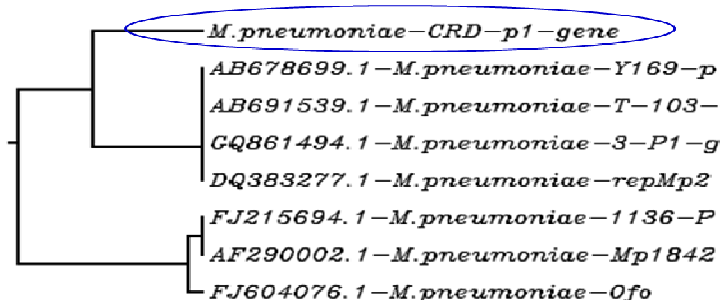 M.pneumoniae-CRD-p1-gene
AB678699.1-M.pneumoniae-Y169-p
AB691539.1-M.pneumoniae-T-103-
GQ861494.1-M.pneumoniae-3-P1-g
DQ383277.1-M.pneumoniae-repMp2
FJ215694.1-M.pneumoniae-1136-P
AF290002.1-M.pneumoniae-Mp1842
FJ604076.1-M.pneumoniae-Ofo